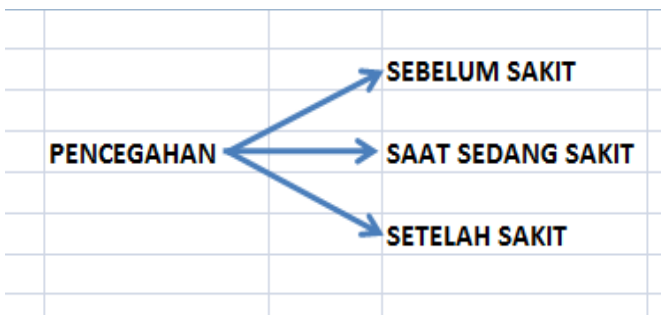 SEBELUM SAKIT
PENCEGAHAN SAAT SEDANG SAKIT
SETELAH SAKIT